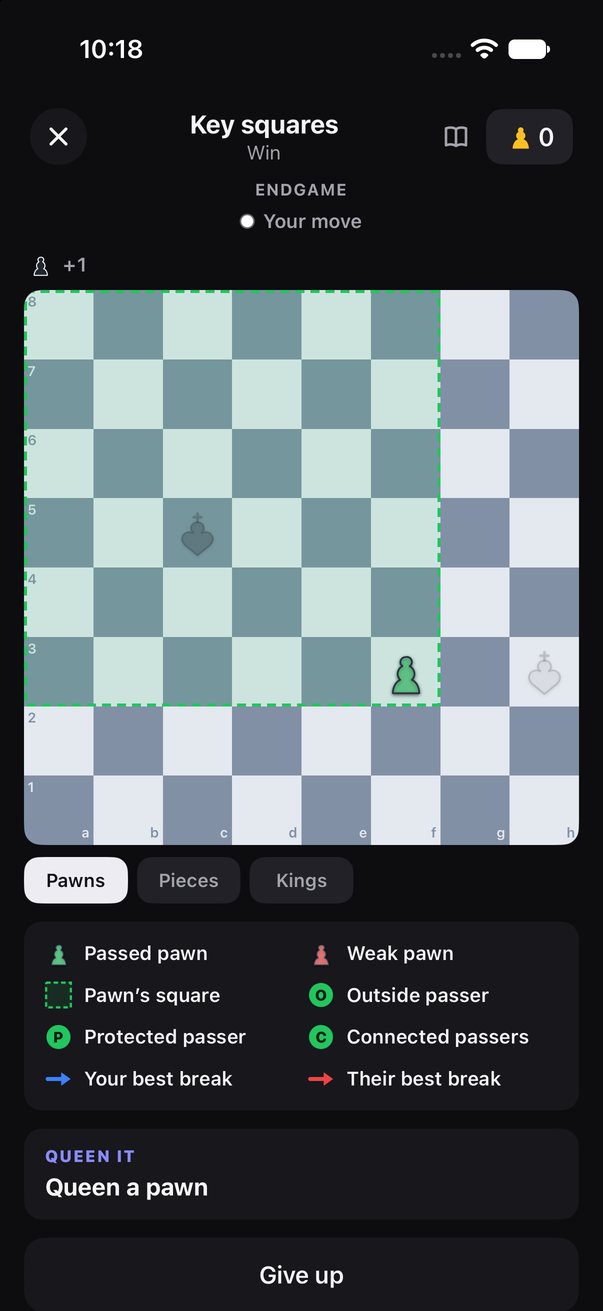 10:18
Key squares
Win
0
ENDGAME
Your move
+1
8
7
6
5
4
3
2
1
a b c d e f g h
Pawns Pieces Kings
Passed pawn Weak pawn
Pawn's square O Outside passer
P Protected passer C Connected passers
Your best break Their best break
QUEEN IT
Queen a pawn
Give up